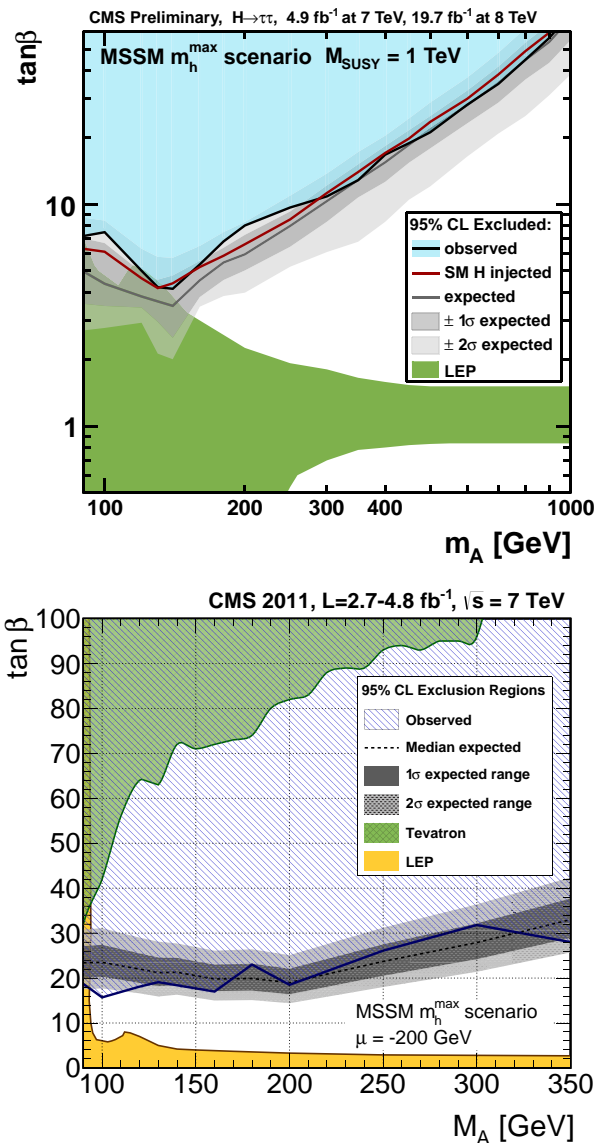 CMS Preliminary, H→ττ, 4.9 fb⁻¹ at 7 TeV, 19.7 fb⁻¹ at 8 TeV
tanβ
MSSM m_h^max scenario M_SUSY = 1 TeV
10
1
95% CL Excluded:
observed
SM H injected
expected
± 1σ expected
± 2σ expected
LEP
100 200 300 400 1000
m_A [GeV]
CMS 2011, L=2.7-4.8 fb⁻¹, √s = 7 TeV
tan β
100
90
80
70
60
50
40
30
20
10
0
95% CL Exclusion Regions
Observed
Median expected
1σ expected range
2σ expected range
Tevatron
LEP
MSSM m_h^max scenario
μ = -200 GeV
100 150 200 250 300 350
M_A [GeV]